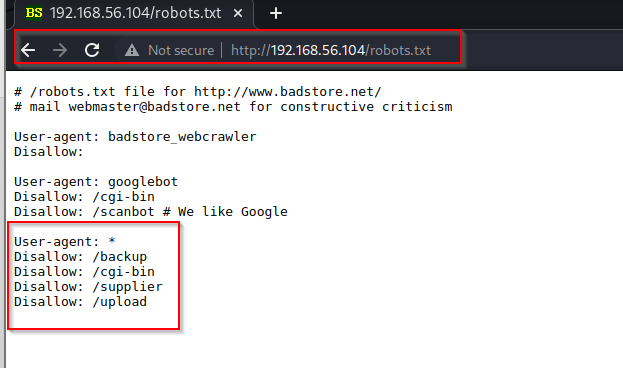 BS 192.168.56.104/robots.txt
Not secure http://192.168.56.104/robots.txt
# /robots.txt file for http://www.badstore.net/
# mail webmaster@badstore.net for constructive criticism
User-agent: badstore_webcrawler
Disallow:
User-agent: googlebot
Disallow: /cgi-bin
Disallow: /scanbot # We like Google
User-agent: *
Disallow: /backup
Disallow: /cgi-bin
Disallow: /supplier
Disallow: /upload